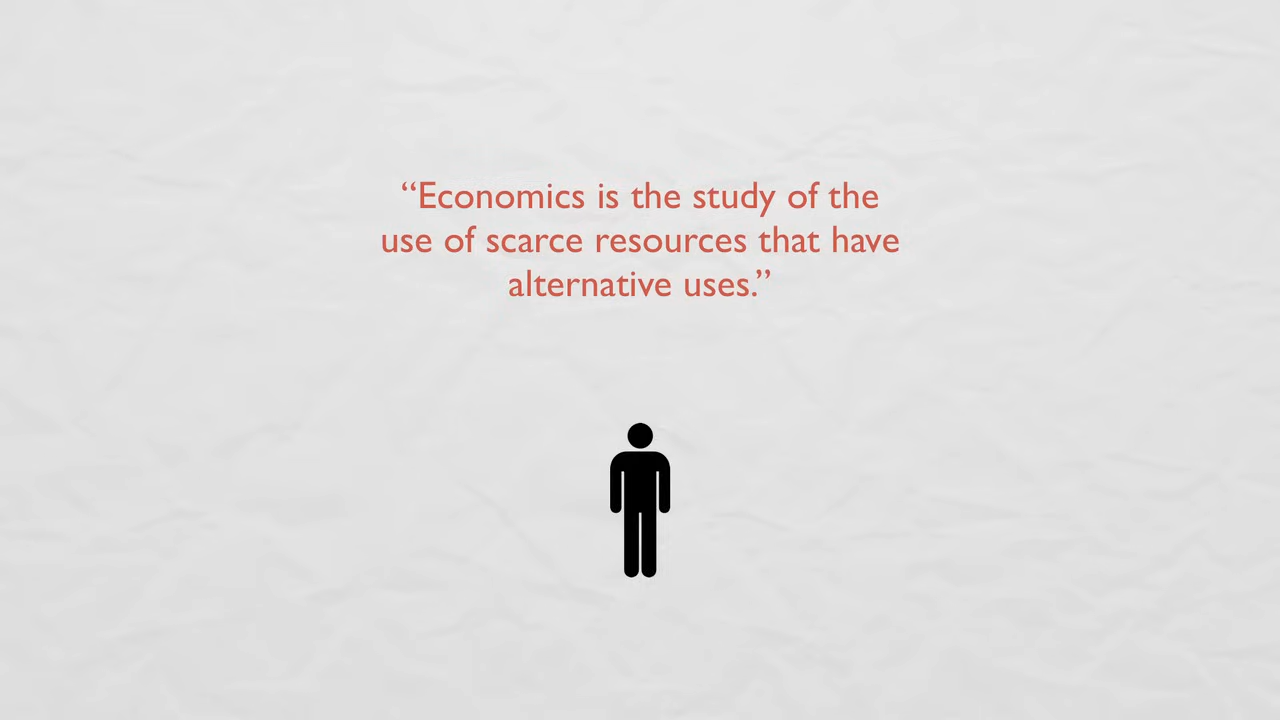 “Economics is the study of the
use of scarce resources that have
alternative uses.”